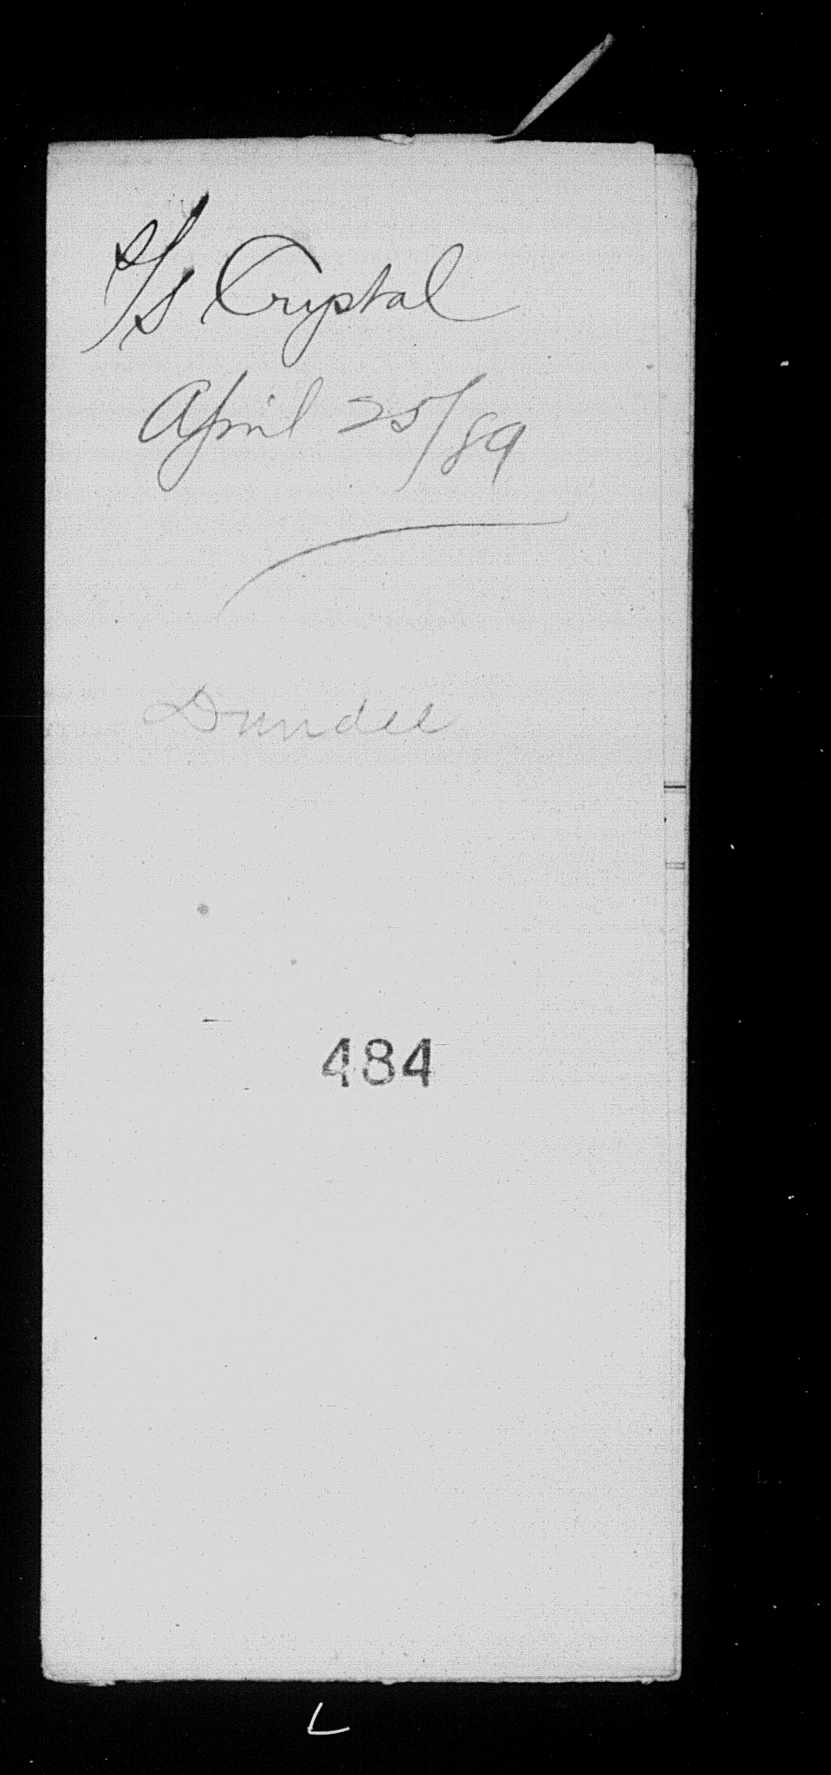 S/S Crystal
April 25/89
Dundee
484
L